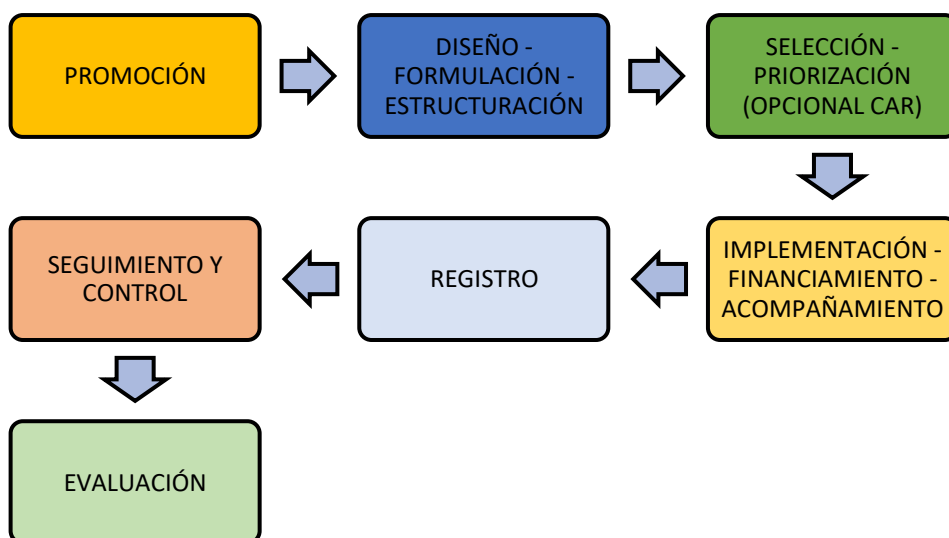 PROMOCIÓN
DISEÑO -
FORMULACIÓN -
ESTRUCTURACIÓN
SELECCIÓN -
PRIORIZACIÓN
(OPCIONAL CAR)
IMPLEMENTACIÓN -
FINANCIAMIENTO -
ACOMPAÑAMIENTO
REGISTRO
SEGUIMIENTO Y
CONTROL
EVALUACIÓN